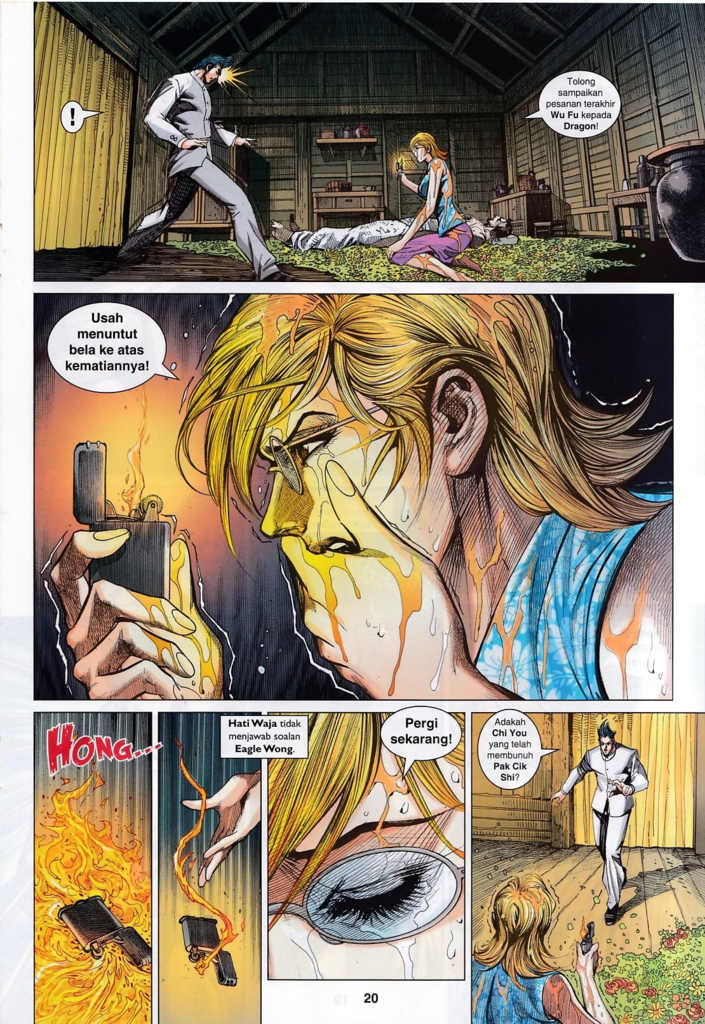 !
Tolong
sampaikan
pesanan terakhir
Wu Fu kepada
Dragon!
Usah
menuntut
bela ke atas
kematiannya!
HONG...
Hati Waja tidak
menjawab soalan
Eagle Wong.
Pergi
sekarang!
Adakah
Chi You
yang telah
membunuh
Pak Cik
Shi?
20